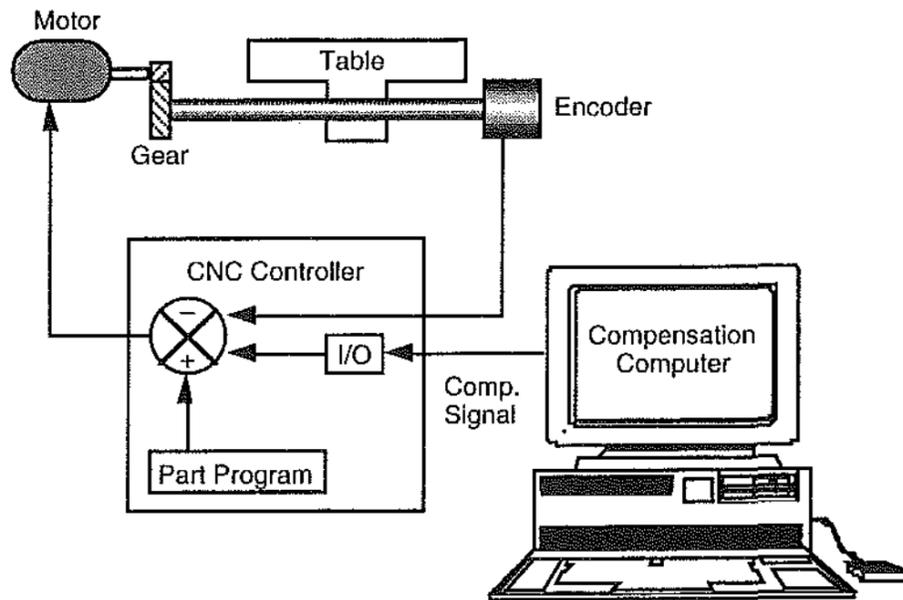 Motor
Table
Encoder
Gear
CNC Controller
−
+
I/O
Part Program
Comp.
Signal
Compensation
Computer